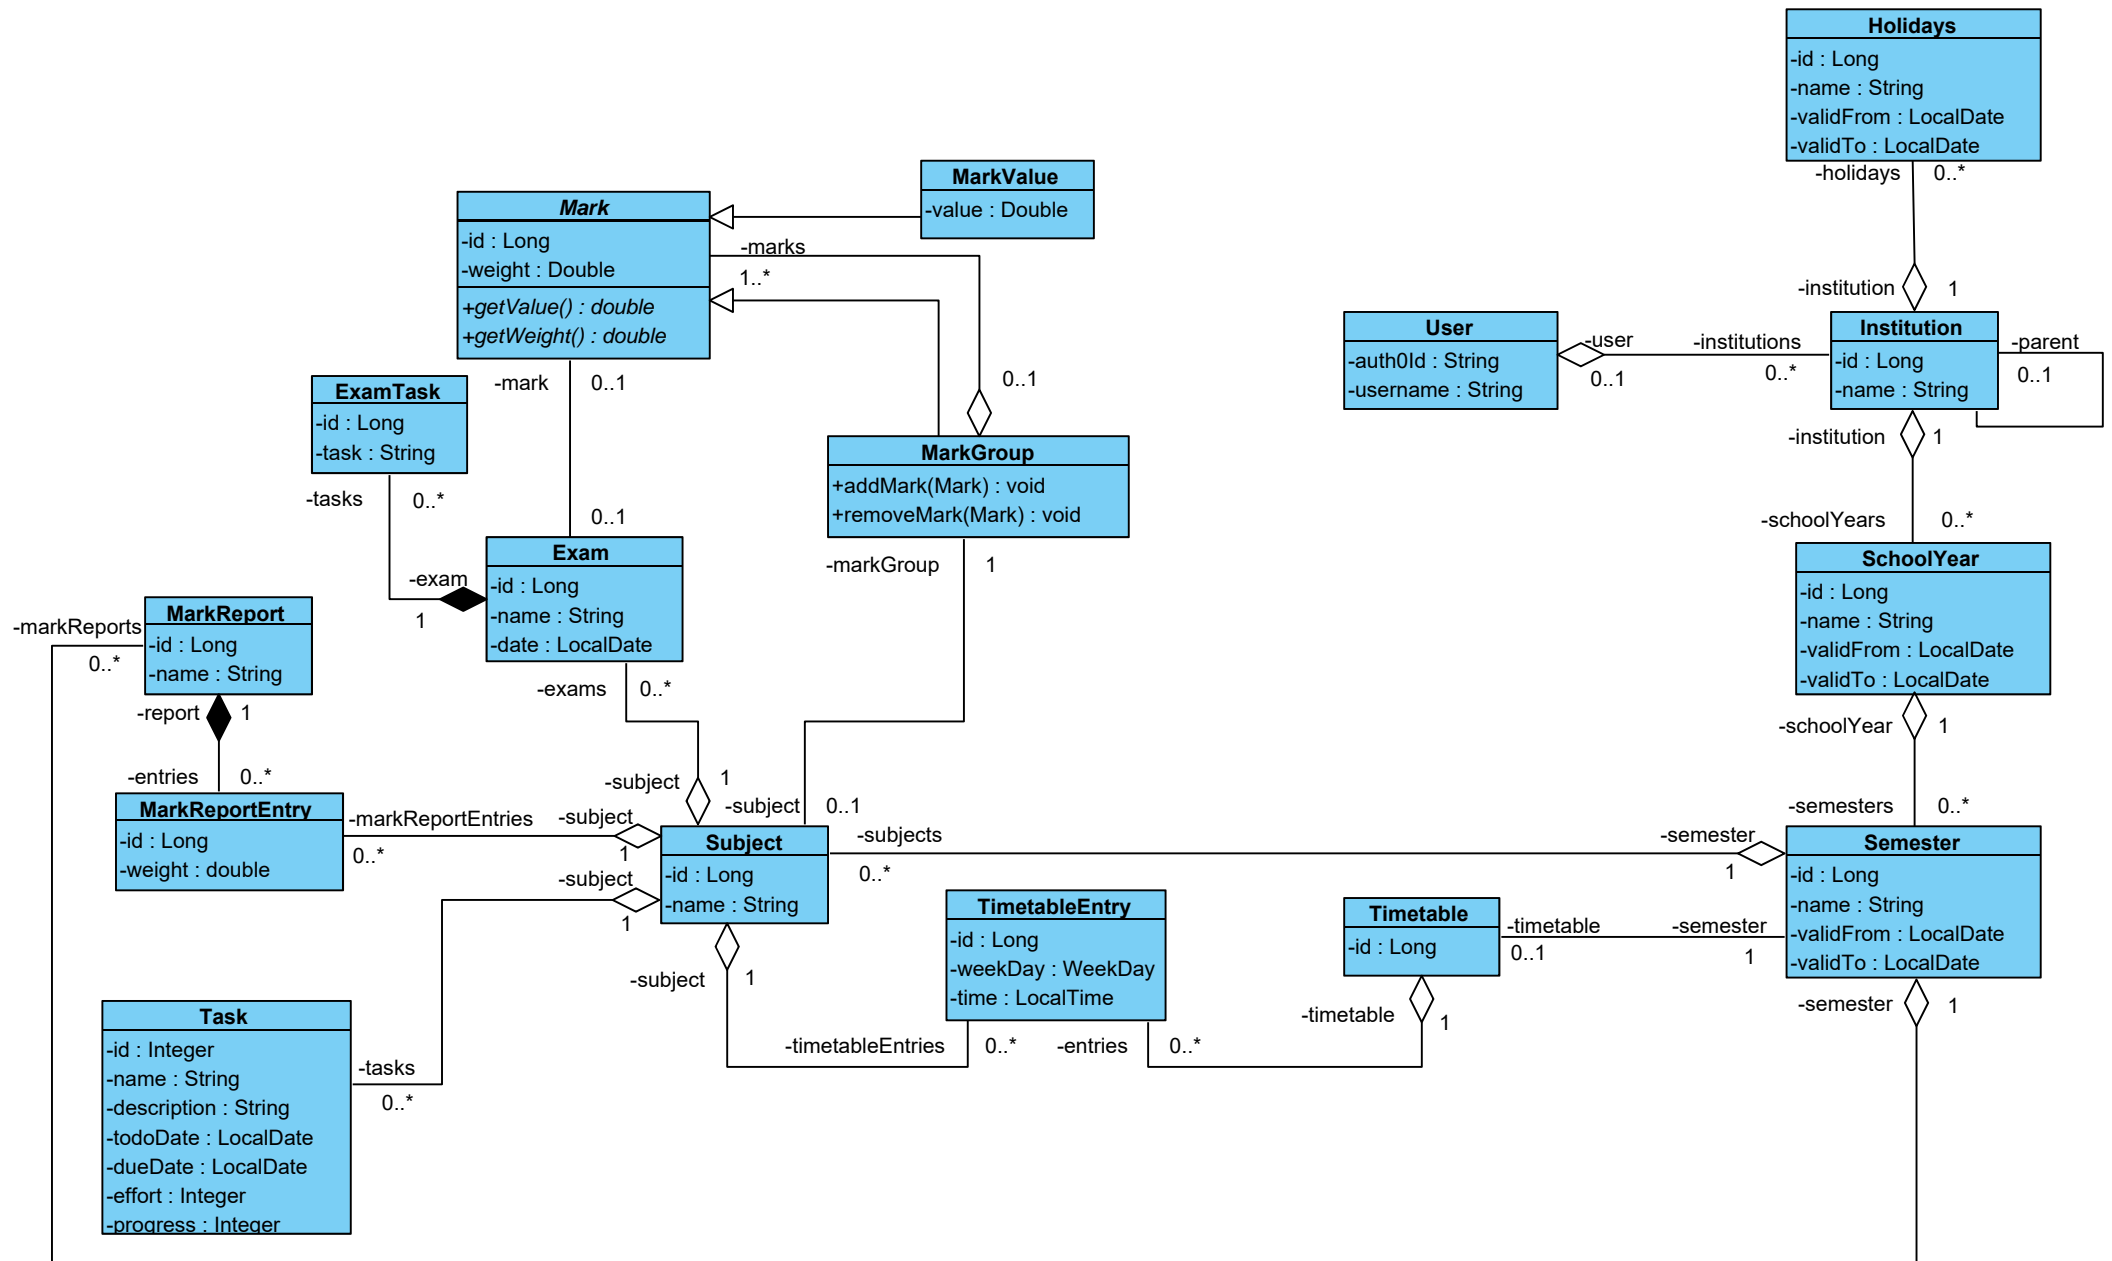 Holidays
-id : Long
-name : String
-validFrom : LocalDate
-validTo : LocalDate
-holidays
0..*
MarkValue
-value : Double
Mark
-id : Long
-weight : Double
+getValue() : double
+getWeight() : double
-marks
1..*
-institution
1
User
-auth0Id : String
-username : String
-user
0..1
-institutions
0..*
Institution
-id : Long
-name : String
-parent
0..1
-mark
0..1
0..1
ExamTask
-id : Long
-task : String
-tasks
0..*
MarkGroup
+addMark(Mark) : void
+removeMark(Mark) : void
-markGroup
1
-institution
1
-schoolYears
0..*
0..1
Exam
-id : Long
-name : String
-date : LocalDate
-exam
1
-exams
0..*
SchoolYear
-id : Long
-name : String
-validFrom : LocalDate
-validTo : LocalDate
-schoolYear
1
MarkReport
-id : Long
-name : String
-markReports
0..*
-report
1
-entries
0..*
MarkReportEntry
-id : Long
-weight : double
-markReportEntries
0..*
-subject
1
-subject
1
-subject
0..1
Subject
-id : Long
-name : String
-subjects
0..*
-semester
1
-semesters
0..*
Semester
-id : Long
-name : String
-validFrom : LocalDate
-validTo : LocalDate
-subject
1
-subject
1
TimetableEntry
-id : Long
-weekDay : WeekDay
-time : LocalTime
Timetable
-id : Long
-timetable
0..1
-semester
1
-timetable
1
-semester
1
-timetableEntries
0..*
-entries
0..*
Task
-id : Integer
-name : String
-description : String
-todoDate : LocalDate
-dueDate : LocalDate
-effort : Integer
-progress : Integer
-tasks
0..*